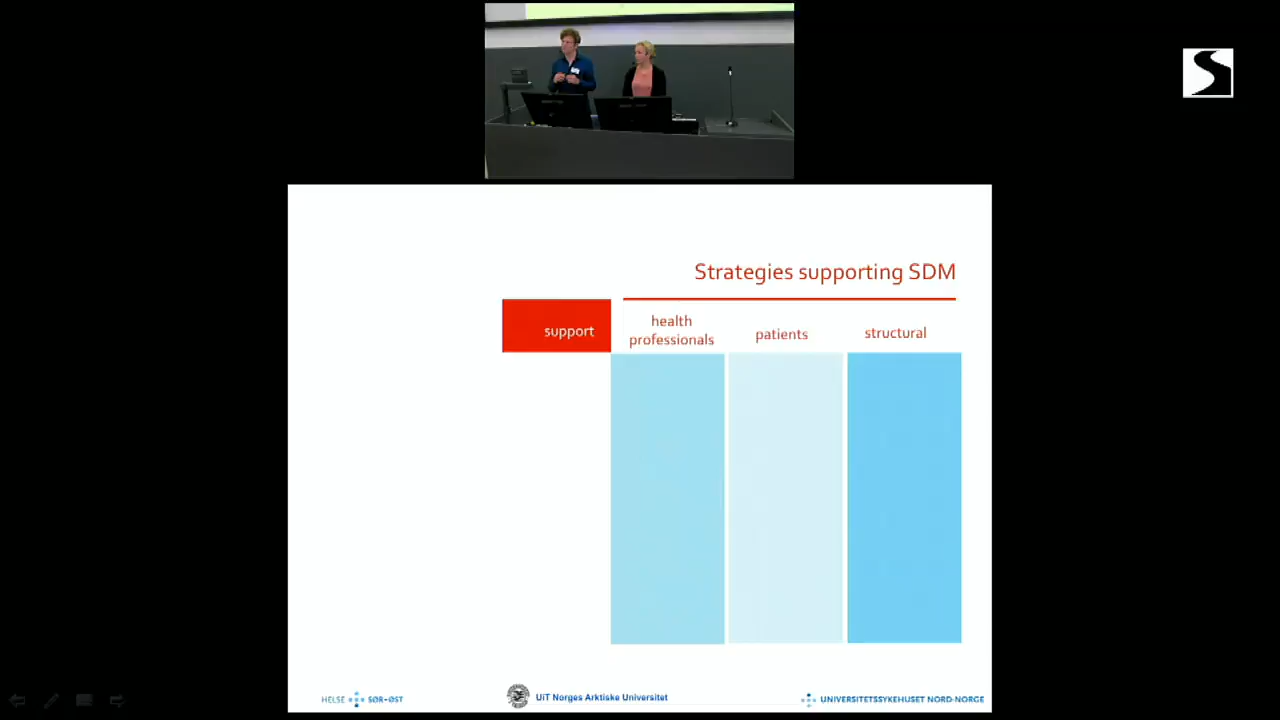 Strategies supporting SDM
support
health
professionals
patients
structural
HELSE SØR-ØST
UiT Norges Arktiske Universitet
UNIVERSITETSSYKEHUSET NORD-NORGE